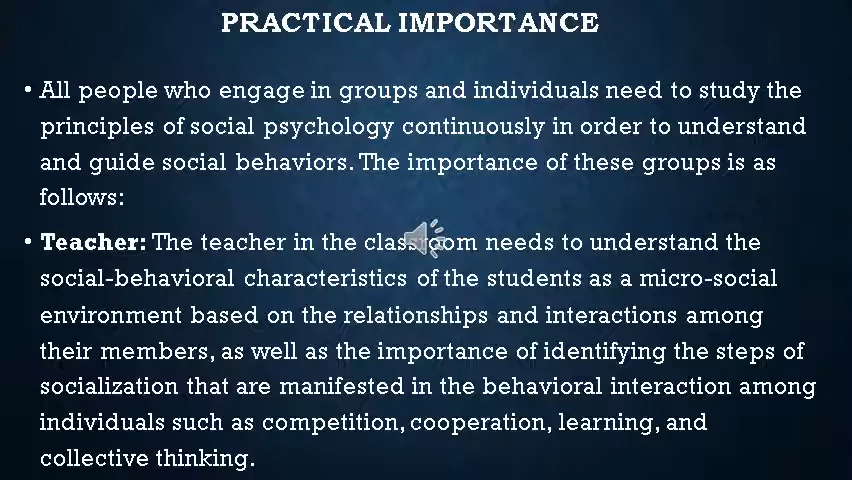 PRACTICAL IMPORTANCE
• All people who engage in groups and individuals need to study the
principles of social psychology continuously in order to understand
and guide social behaviors. The importance of these groups is as
follows:
• Teacher: The teacher in the classroom needs to understand the
social-behavioral characteristics of the students as a micro-social
environment based on the relationships and interactions among
their members, as well as the importance of identifying the steps of
socialization that are manifested in the behavioral interaction among
individuals such as competition, cooperation, learning, and
collective thinking.